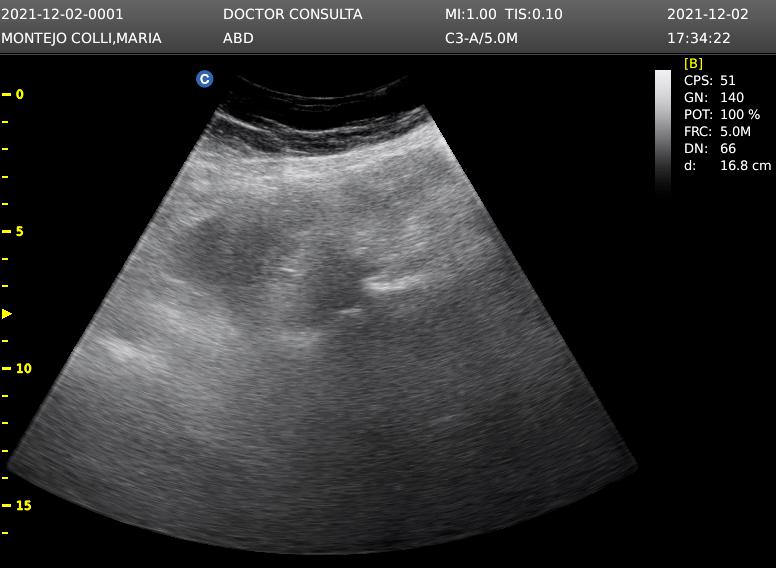 2021-12-02-0001 DOCTOR CONSULTA MI:1.00 TIS:0.10 2021-12-02
MONTEJO COLLI,MARIA ABD C3-A/5.0M 17:34:22
C
[B]
CPS: 51
GN: 140
POT: 100 %
FRC: 5.0M
DN: 66
d: 16.8 cm
0
5
10
15